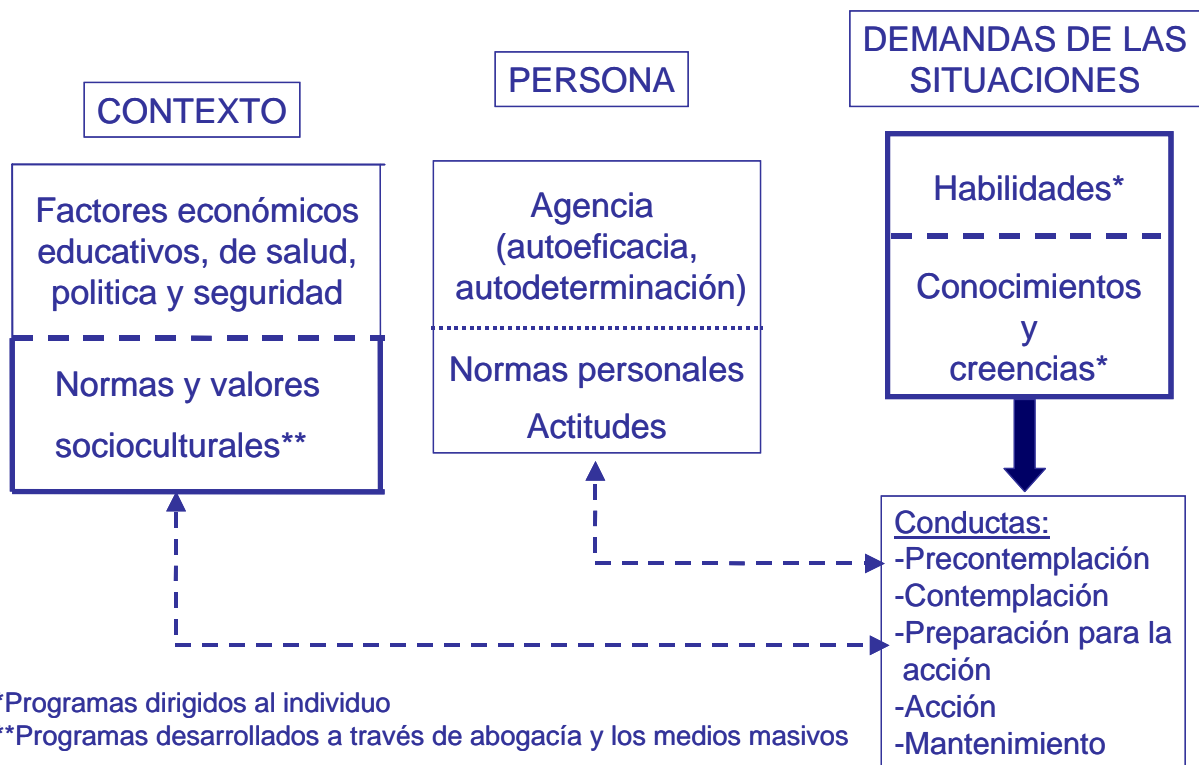 CONTEXTO
Factores económicos
educativos, de salud,
politica y seguridad
Normas y valores
socioculturales**
PERSONA
Agencia
(autoeficacia,
autodeterminación)
Normas personales
Actitudes
DEMANDAS DE LAS
SITUACIONES
Habilidades*
Conocimientos
y
creencias*
Conductas:
-Precontemplación
-Contemplación
-Preparación para la
acción
-Acción
-Mantenimiento
*Programas dirigidos al individuo
**Programas desarrollados a través de abogacía y los medios masivos